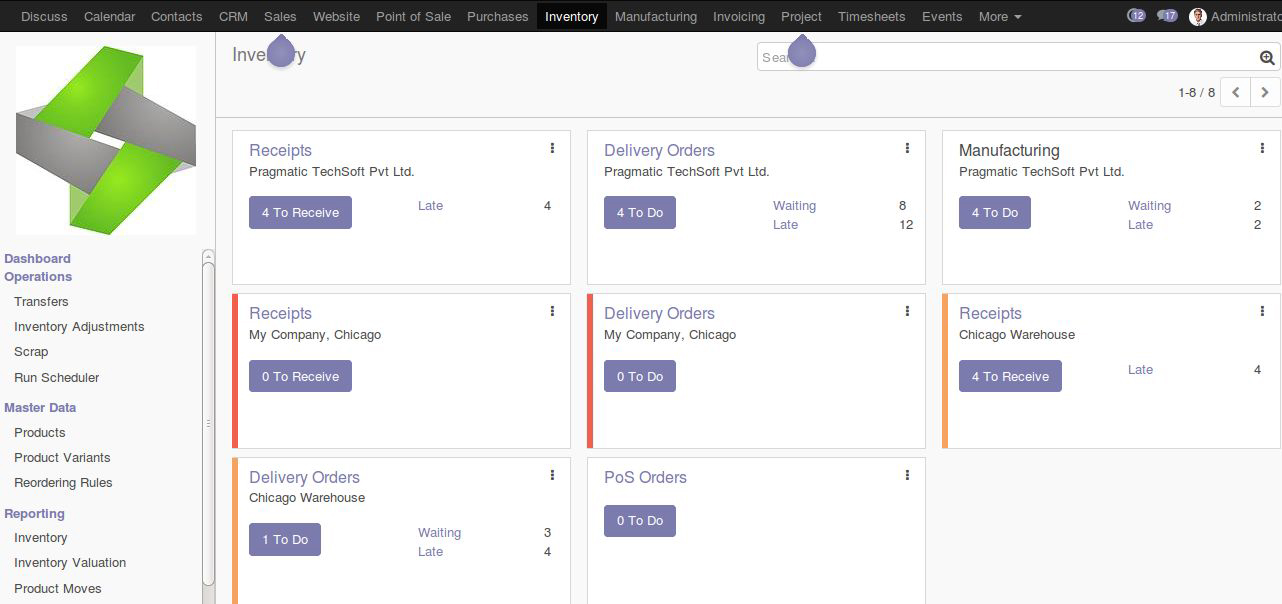 Discuss Calendar Contacts CRM Sales Website Point of Sale Purchases Inventory Manufacturing Invoicing Project Timesheets Events More 12 17
Inventory
1-8 / 8
Dashboard
Operations
Transfers
Inventory Adjustments
Scrap
Run Scheduler
Master Data
Products
Product Variants
Reordering Rules
Reporting
Inventory
Inventory Valuation
Product Moves
Receipts
Pragmatic TechSoft Pvt Ltd.
4 To Receive
Late 4
Delivery Orders
Pragmatic TechSoft Pvt Ltd.
4 To Do
Waiting 8
Late 12
Manufacturing
Pragmatic TechSoft Pvt Ltd.
4 To Do
Waiting 2
Late 2
Receipts
My Company, Chicago
0 To Receive
Delivery Orders
My Company, Chicago
0 To Do
Receipts
Chicago Warehouse
4 To Receive
Late 4
Delivery Orders
Chicago Warehouse
1 To Do
Waiting 3
Late 4
PoS Orders
0 To Do